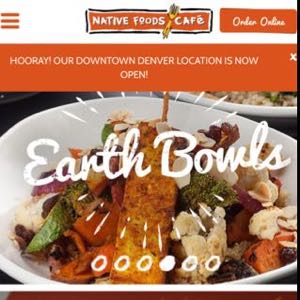 NATIVE FOODS CAFÉ
Order Online
HOORAY! OUR DOWNTOWN DENVER LOCATION IS NOW
OPEN!
x
Earth Bowls